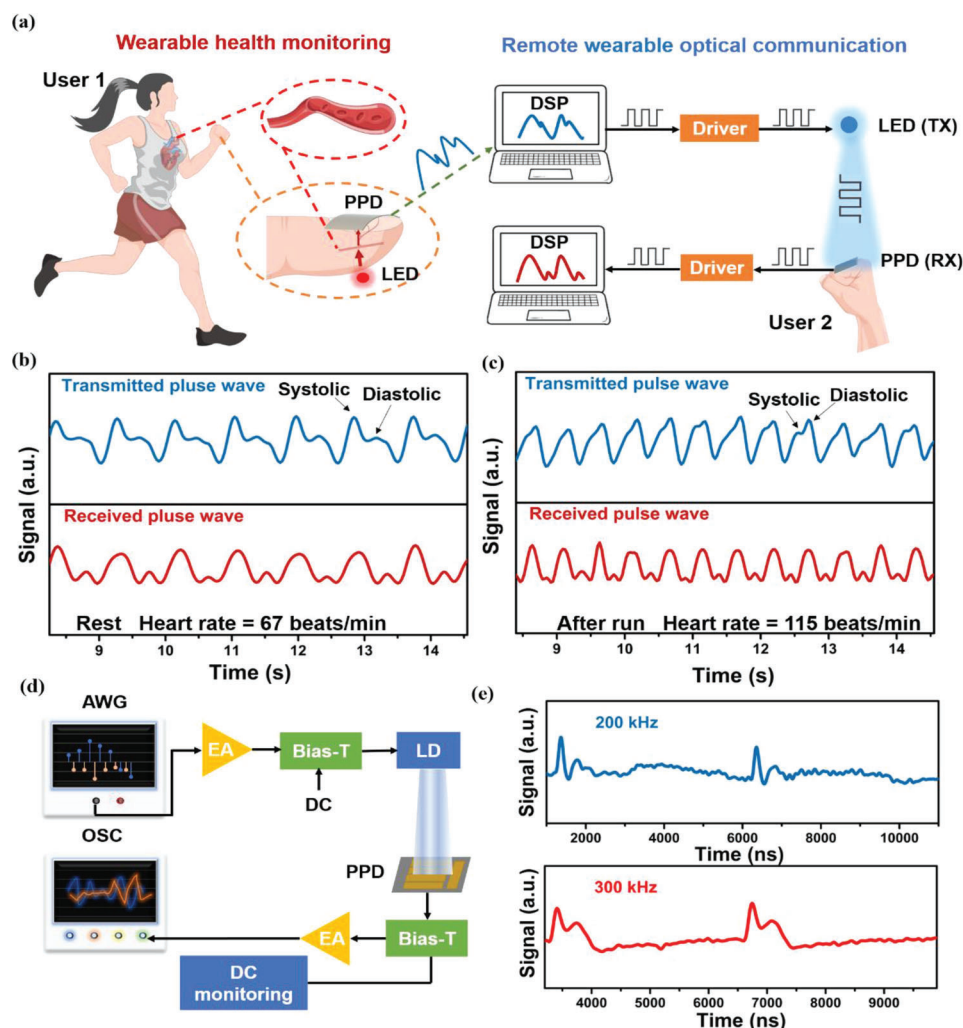 (a)
Wearable health monitoring
Remote wearable optical communication
User 1
PPD
LED
DSP
Driver
LED (TX)
DSP
Driver
PPD (RX)
User 2
(b)
Transmitted pluse wave
Systolic
Diastolic
Signal (a.u.)
Received pluse wave
Rest Heart rate = 67 beats/min
9 10 11 12 13 14
Time (s)
(c)
Transmitted pulse wave
Systolic
Diastolic
Signal (a.u.)
Received pulse wave
After run Heart rate = 115 beats/min
9 10 11 12 13 14
Time (s)
(d)
AWG
EA
Bias-T
LD
DC
OSC
PPD
EA
Bias-T
DC
monitoring
(e)
200 kHz
Signal (a.u.)
2000 4000 6000 8000 10000
Time (ns)
300 kHz
Signal (a.u.)
4000 5000 6000 7000 8000 9000
Time (ns)